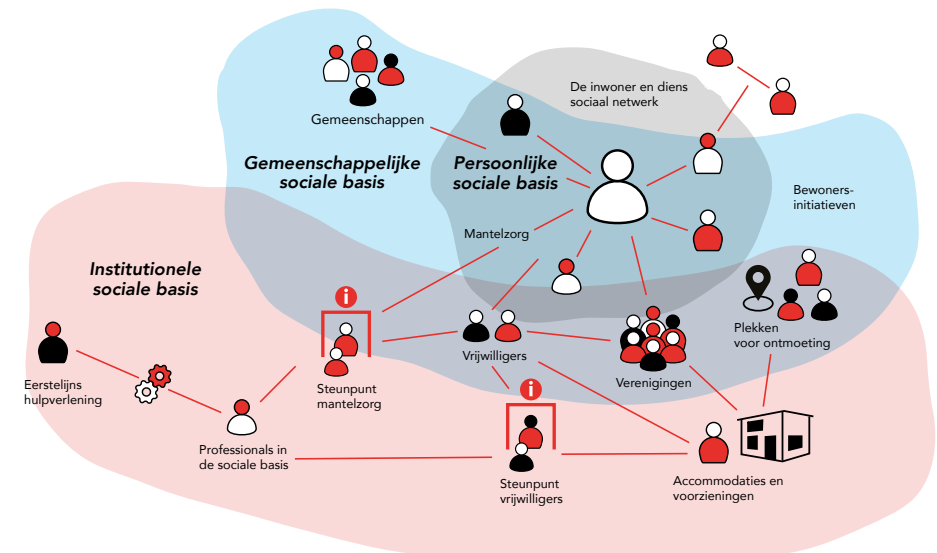 De inwoner en diens
sociaal netwerk
Gemeenschappen
Gemeenschappelijke
sociale basis
Persoonlijke
sociale basis
Bewoners-
initiatieven
Mantelzorg
Institutionele
sociale basis
i
Plekken
voor ontmoeting
Vrijwilligers
Verenigingen
Eerstelijns
hulpverlening
Steunpunt
mantelzorg
i
Professionals in
de sociale basis
Steunpunt
vrijwilligers
Accommodaties en
voorzieningen